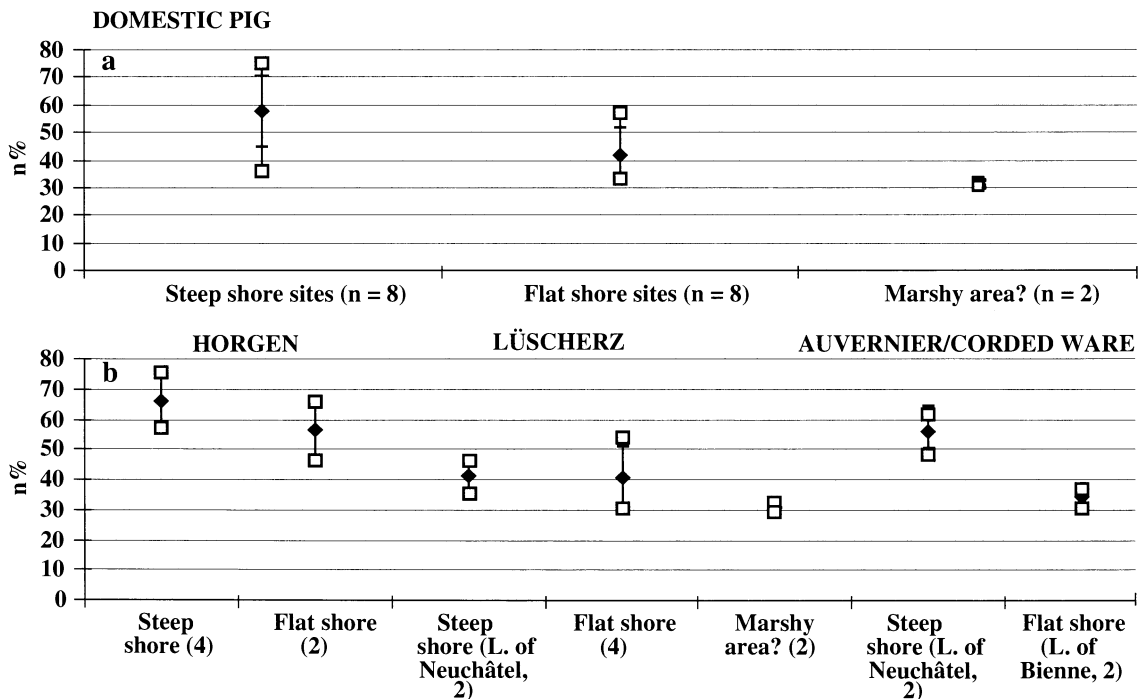 DOMESTIC PIG
a
80
70
60
50
40
30
20
10
0
n%
Steep shore sites (n = 8)
Flat shore sites (n = 8)
Marshy area? (n = 2)
HORGEN
LÜSCHERZ
AUVERNIER/CORDED WARE
b
80
70
60
50
40
30
20
10
0
n%
Steep
shore (4)
Flat shore
(2)
Steep
shore (L. of
Neuchâtel,
2)
Flat shore
(4)
Marshy
area? (2)
Steep
shore (L. of
Neuchâtel,
2)
Flat shore
(L. of
Bienne, 2)